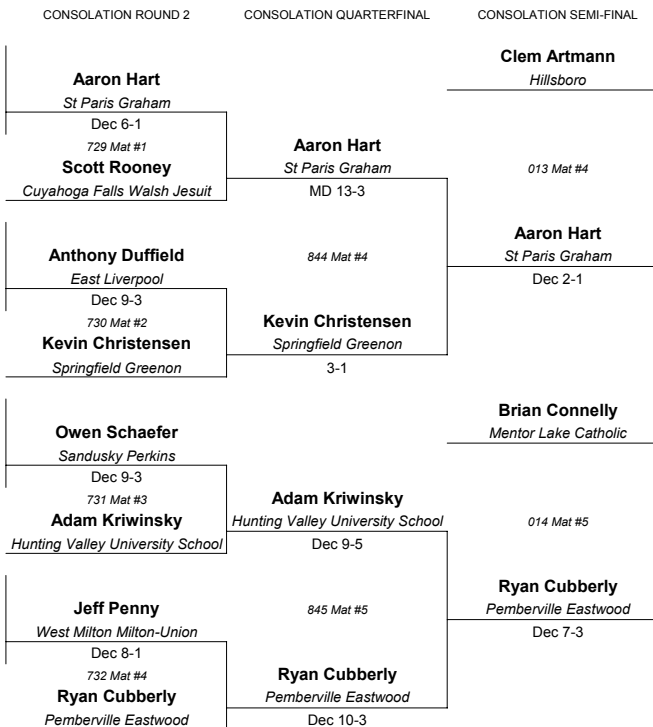 CONSOLATION ROUND 2
Aaron Hart
St Paris Graham
Dec 6-1
729 Mat #1
Scott Rooney
Cuyahoga Falls Walsh Jesuit
Anthony Duffield
East Liverpool
Dec 9-3
730 Mat #2
Kevin Christensen
Springfield Greenon
Owen Schaefer
Sandusky Perkins
Dec 9-3
731 Mat #3
Adam Kriwinsky
Hunting Valley University School
Jeff Penny
West Milton Milton-Union
Dec 8-1
732 Mat #4
Ryan Cubberly
Pemberville Eastwood
CONSOLATION QUARTERFINAL
Aaron Hart
St Paris Graham
MD 13-3
844 Mat #4
Kevin Christensen
Springfield Greenon
3-1
Adam Kriwinsky
Hunting Valley University School
Dec 9-5
845 Mat #5
Ryan Cubberly
Pemberville Eastwood
Dec 10-3
CONSOLATION SEMI-FINAL
Clem Artmann
Hillsboro
013 Mat #4
Aaron Hart
St Paris Graham
Dec 2-1
Brian Connelly
Mentor Lake Catholic
014 Mat #5
Ryan Cubberly
Pemberville Eastwood
Dec 7-3